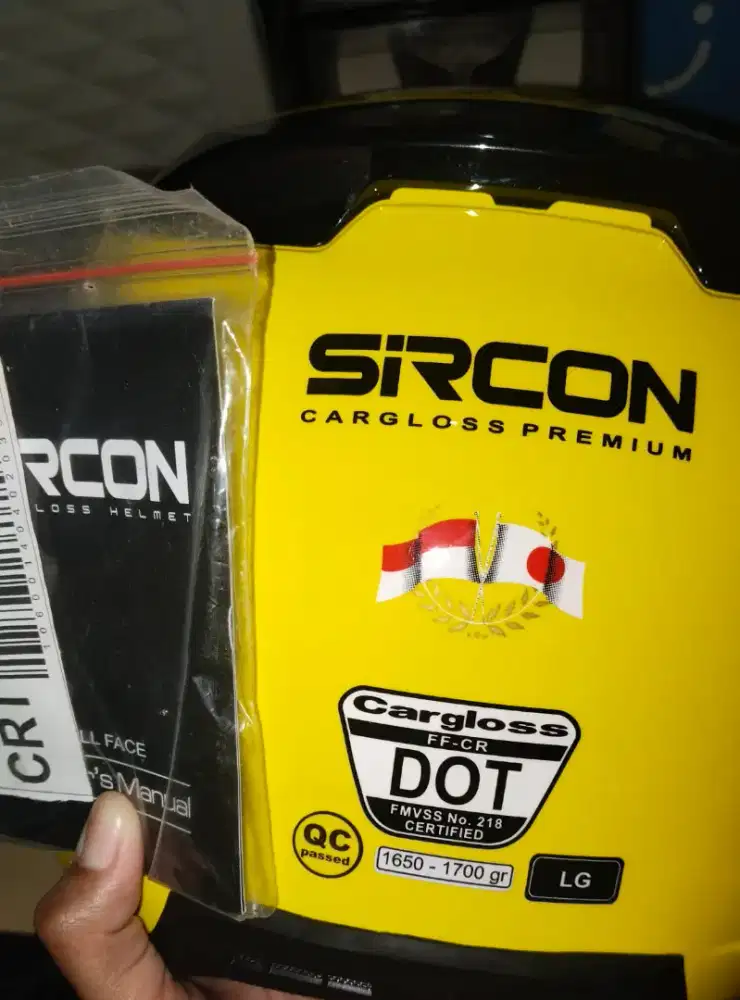 RCON
LOSS HELMET
LL FACE
's Manual
CR1
SiRCON
CARGLOSS PREMIUM
Cargloss
FF-CR
DOT
FMVSS No. 218
CERTIFIED
QC
passed
1650 - 1700 gr
LG